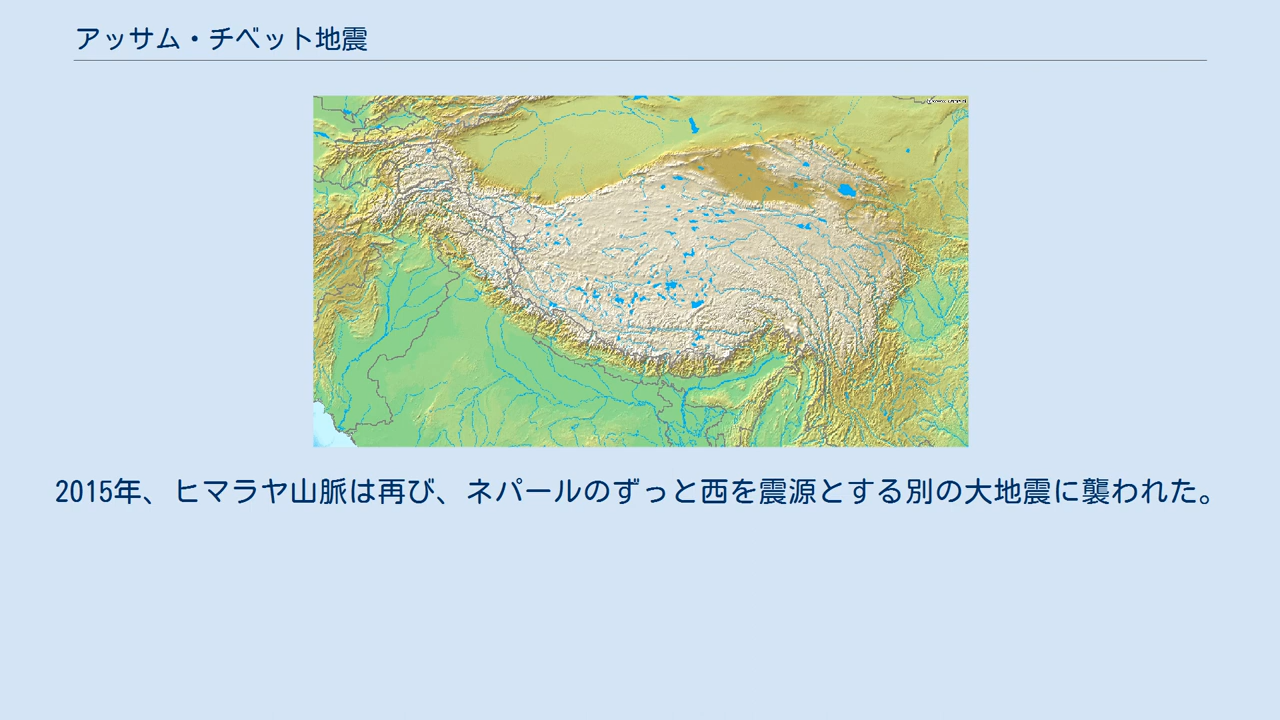 アッサム・チベット地震
2015年、ヒマラヤ山脈は再び、ネパールのずっと西を震源とする別の大地震に襲われた。